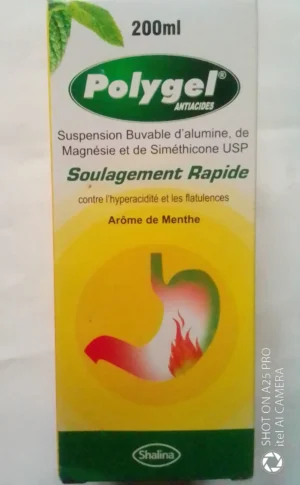 200ml
Polygel®
ANTIACIDES
Suspension Buvable d'alumine, de
Magnésie et de Siméthicone USP
Soulagement Rapide
contre l'hyperacidité et les flatulences
Arôme de Menthe
Shalina
SHOT ON A25 PRO
itel AI CAMERA